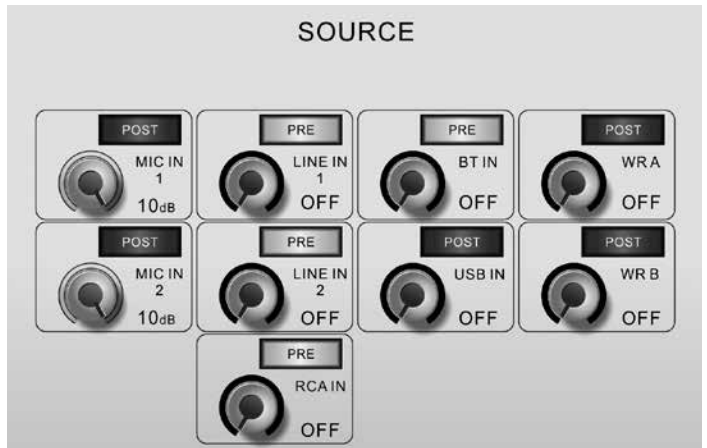 SOURCE
POST
MIC IN
1
10dB
PRE
LINE IN
1
OFF
PRE
BT IN
OFF
POST
WR A
OFF
POST
MIC IN
2
10dB
PRE
LINE IN
2
OFF
POST
USB IN
OFF
POST
WR B
OFF
PRE
RCA IN
OFF